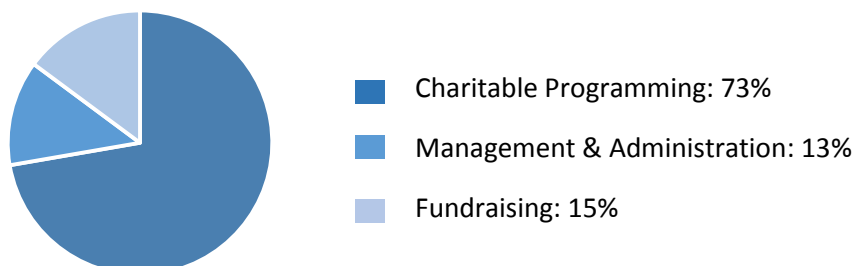 Charitable Programming: 73%
Management & Administration: 13%
Fundraising: 15%